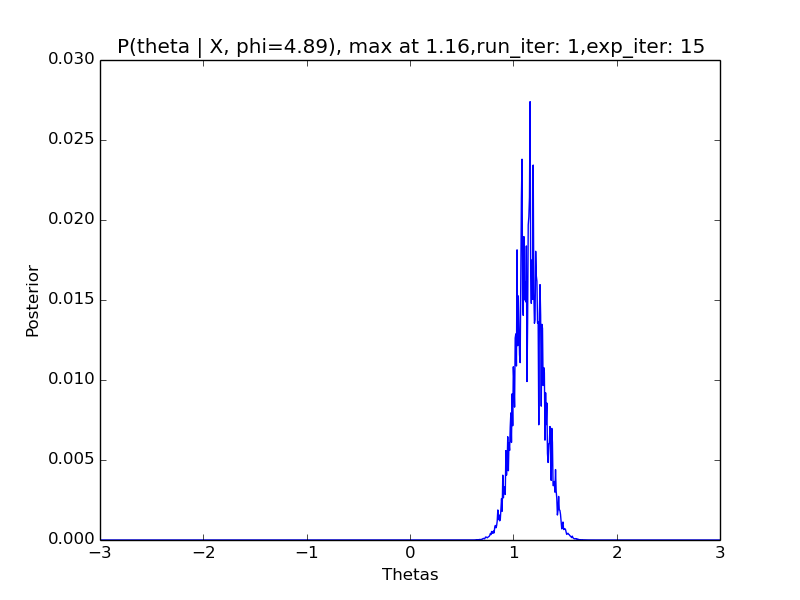 P(theta | X, phi=4.89), max at 1.16,run_iter: 1,exp_iter: 15
0.030
0.025
0.020
0.015
0.010
0.005
0.000
Posterior
−3 −2 −1 0 1 2 3
Thetas